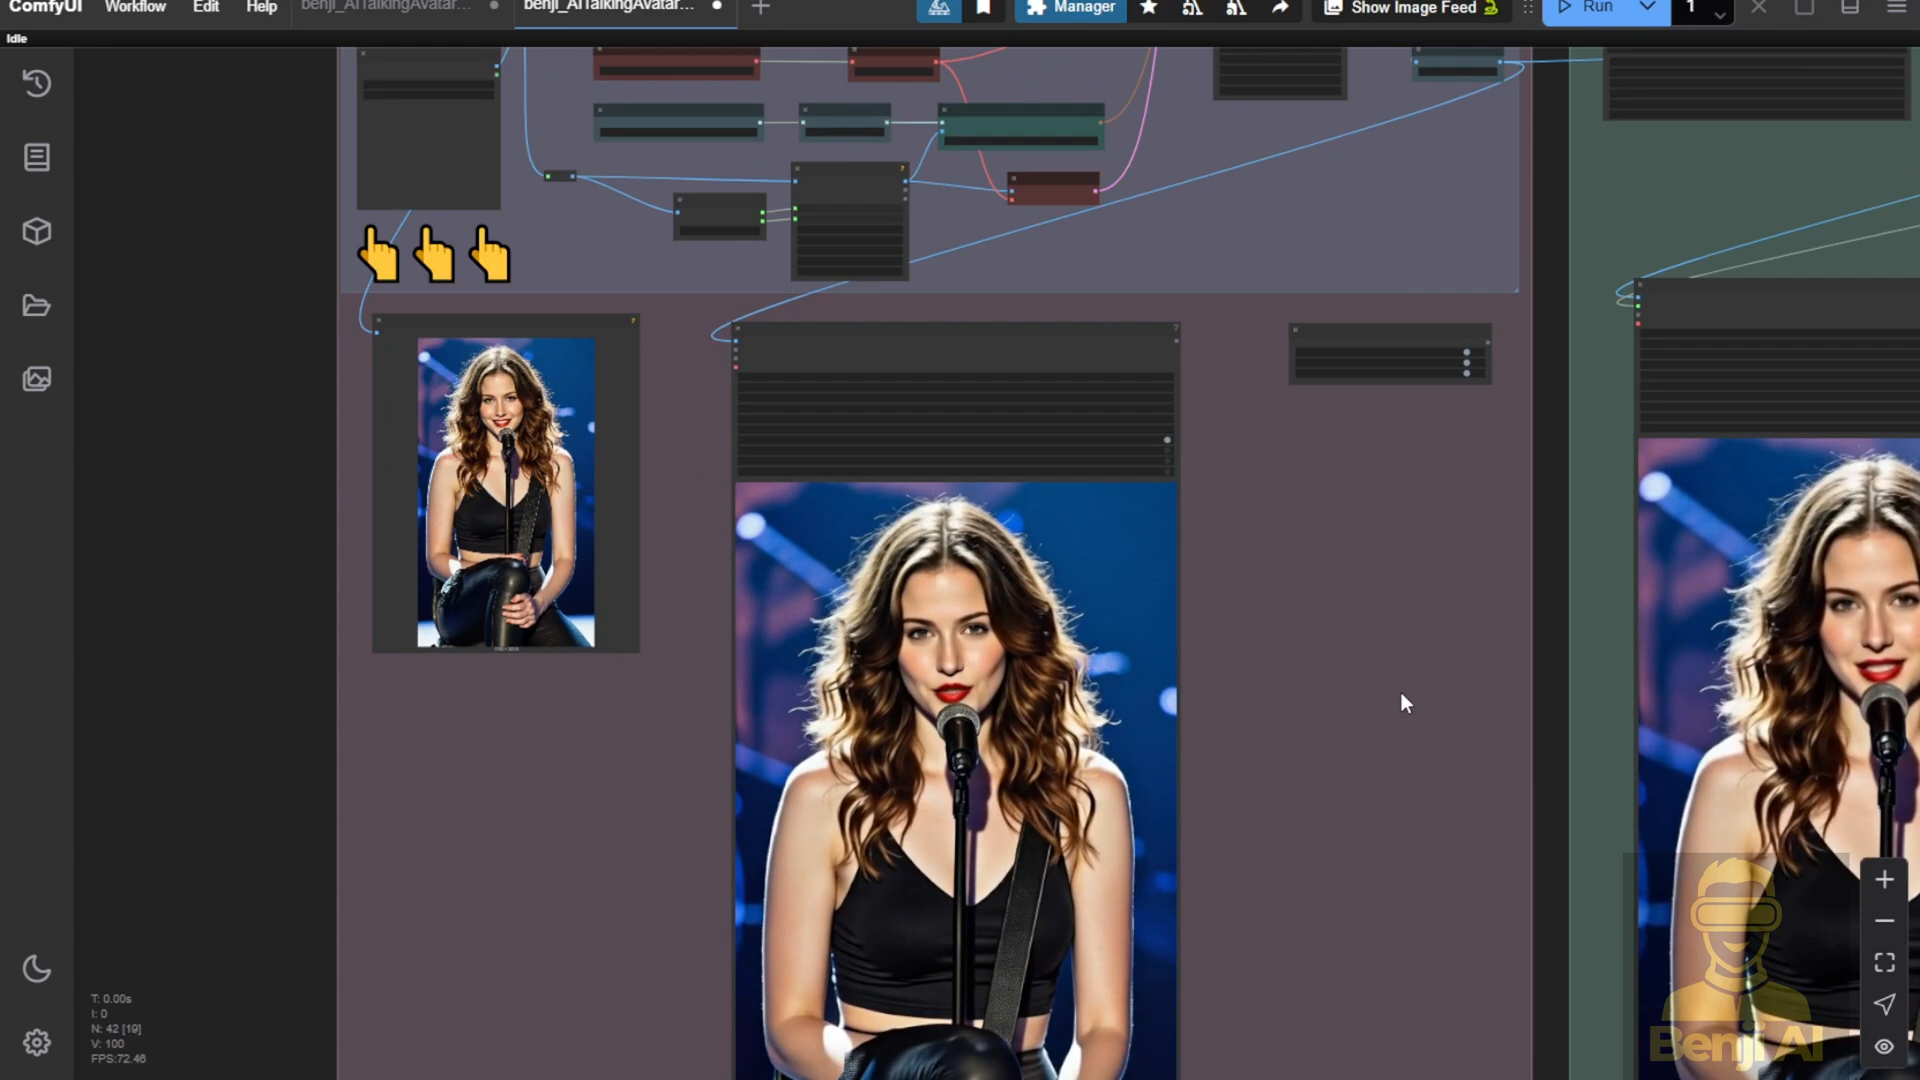 ComfyUI Workflow Edit Help benji_AITalkingAvatar... benji_AITalkingAvatar... Manager Show Image Feed Run 1
Idle
T: 0.00s
I: 0
N: 42 [19]
V: 100
FPS:72.46
Benji AI